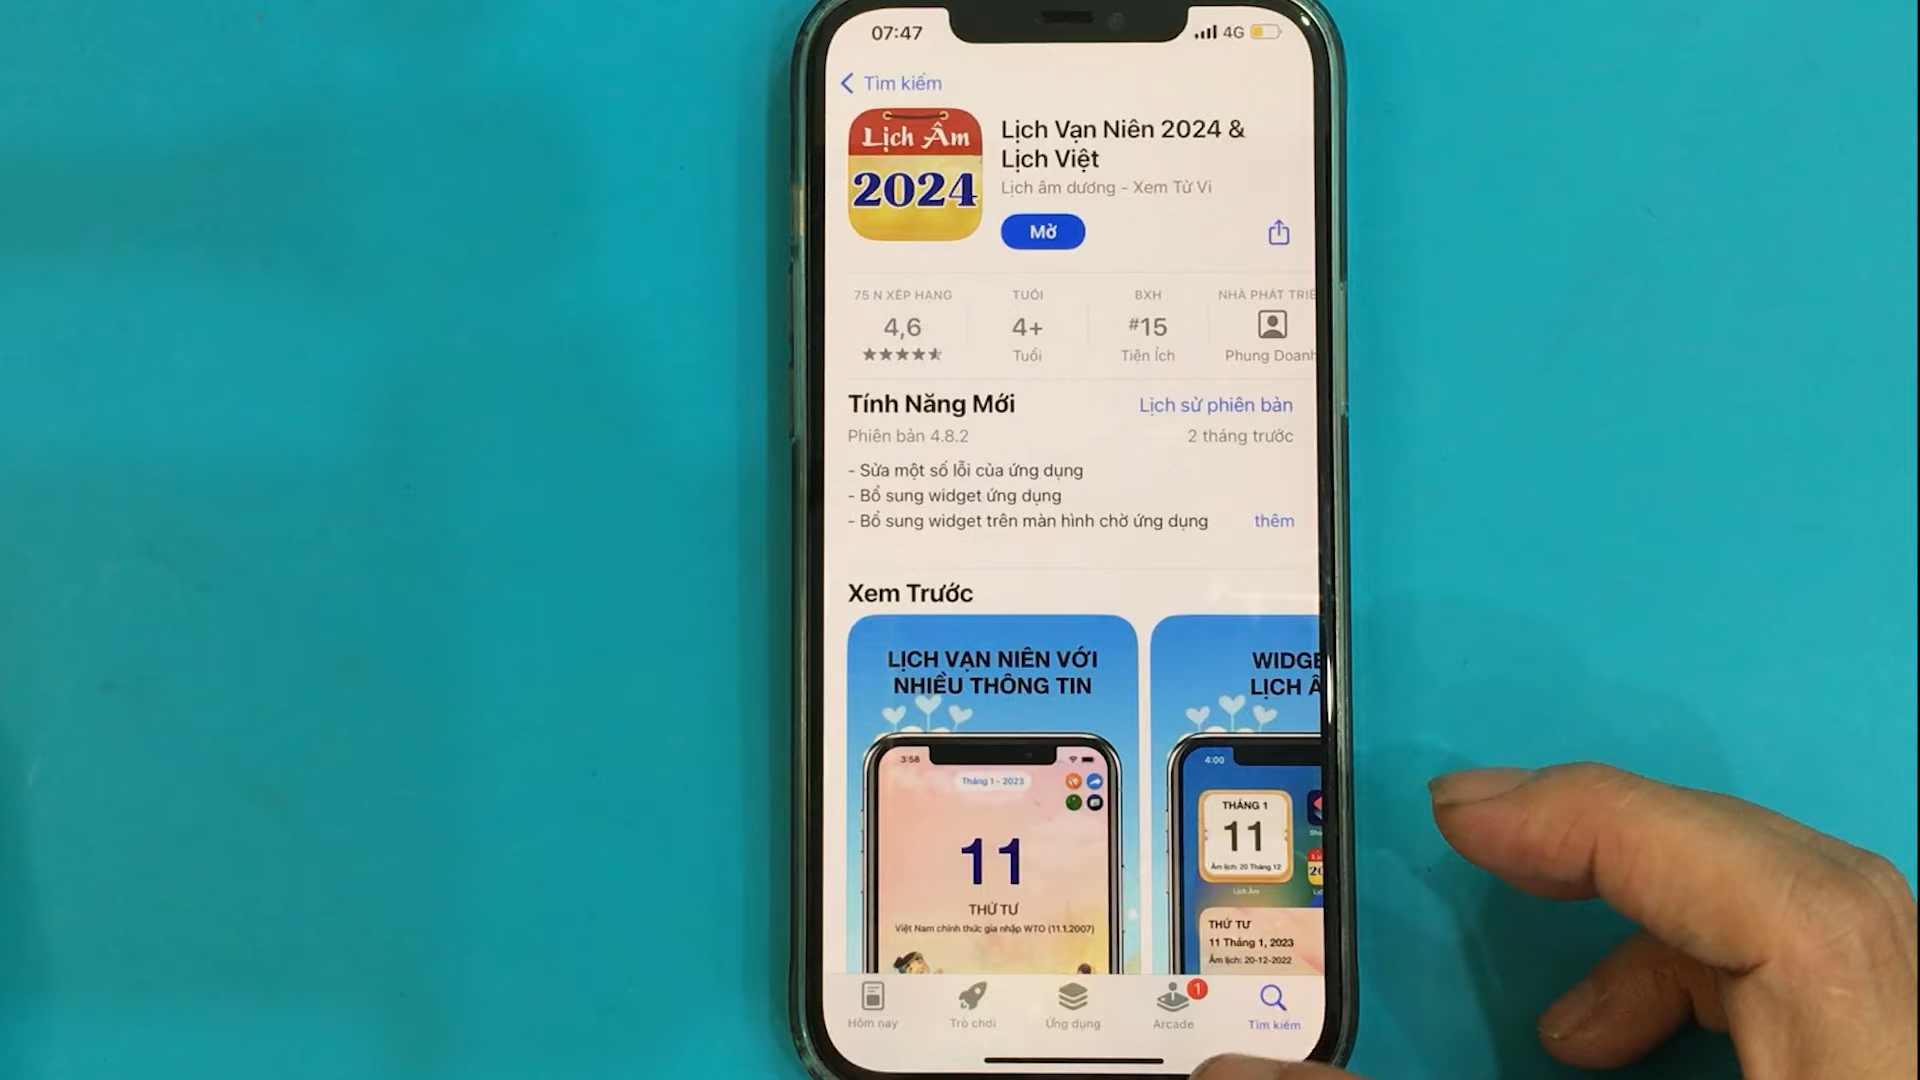 07:47
4G
Tìm kiếm
Lịch Âm
2024
Lịch Vạn Niên 2024 &
Lịch Việt
Lịch âm dương - Xem Tử Vi
Mở
75 N XẾP HẠNG
4,6
TUỔI
4+
Tuổi
BXH
#15
Tiện Ích
NHÀ PHÁT TRIỂ
Phung Doanh
Tính Năng Mới
Lịch sử phiên bản
Phiên bản 4.8.2
2 tháng trước
- Sửa một số lỗi của ứng dụng
- Bổ sung widget ứng dụng
- Bổ sung widget trên màn hình chờ ứng dụng
thêm
Xem Trước
LỊCH VẠN NIÊN VỚI
NHIỀU THÔNG TIN
3:58
Tháng 1 - 2023
11
THỨ TƯ
Việt Nam chính thức gia nhập WTO (11.1.2007)
WIDGE
LỊCH Â
4:00
THÁNG 1
11
Âm lịch: 20 Tháng 12
Lịch Âm
THỨ TƯ
11 Tháng 1, 2023
Âm lịch: 20-12-2022
Hôm nay
Trò chơi
Ứng dụng
Arcade
1
Tìm kiếm